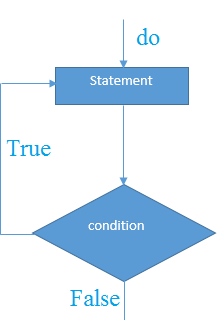 do
Statement
True
condition
False